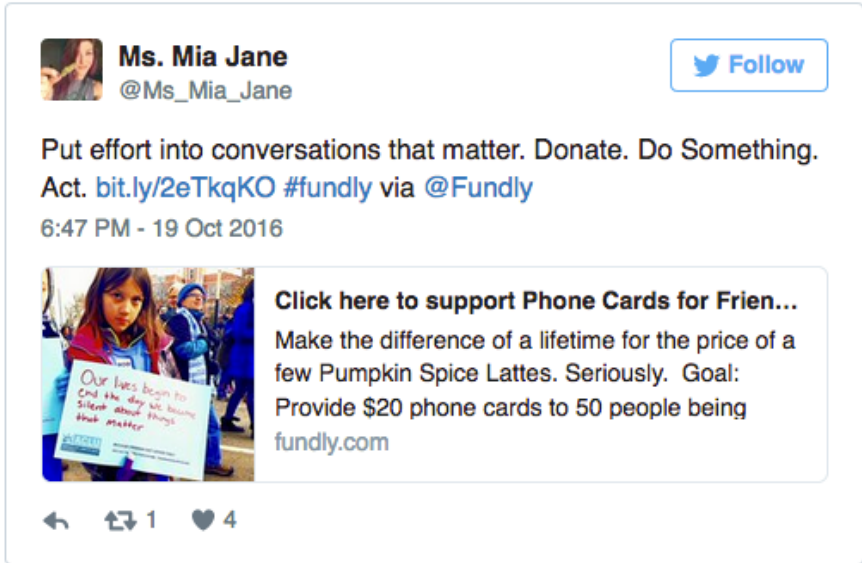 Ms. Mia Jane
@Ms_Mia_Jane
Follow
Put effort into conversations that matter. Donate. Do Something.
Act. bit.ly/2eTkqKO #fundly via @Fundly
6:47 PM - 19 Oct 2016
Click here to support Phone Cards for Frien...
Make the difference of a lifetime for the price of a
few Pumpkin Spice Lattes. Seriously. Goal:
Provide $20 phone cards to 50 people being
fundly.com
Our lives begin to
end the day we become
silent about things
that matter
ACLU
1
4